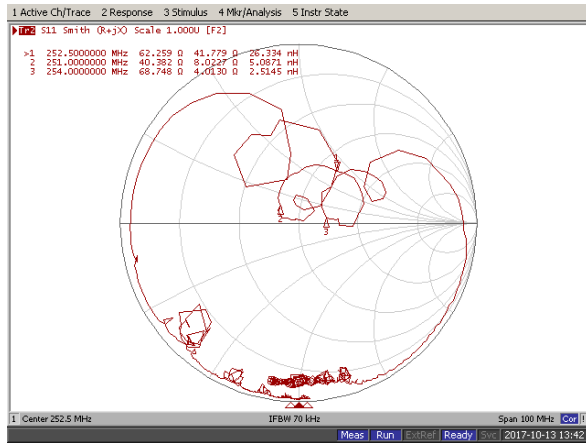 1 Active Ch/Trace 2 Response 3 Stimulus 4 Mkr/Analysis 5 Instr State
Tr2 S11 Smith (R+jX) Scale 1.000U [F2]
>1 252.5000000 MHz 62.259 Ω 41.779 Ω 26.334 nH
2 251.0000000 MHz 40.382 Ω 8.0227 Ω 5.0871 nH
3 254.0000000 MHz 68.748 Ω 4.0130 Ω 2.5145 nH
2
3
1 Center 252.5 MHz IFBW 70 kHz Span 100 MHz Cor !
Meas Run ExtRef Ready Svc 2017-10-13 13:42